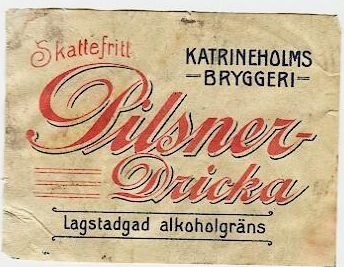 Skattefritt
KATRINEHOLMS
BRYGGERI
Pilsner-
Dricka
Lagstadgad alkoholgräns